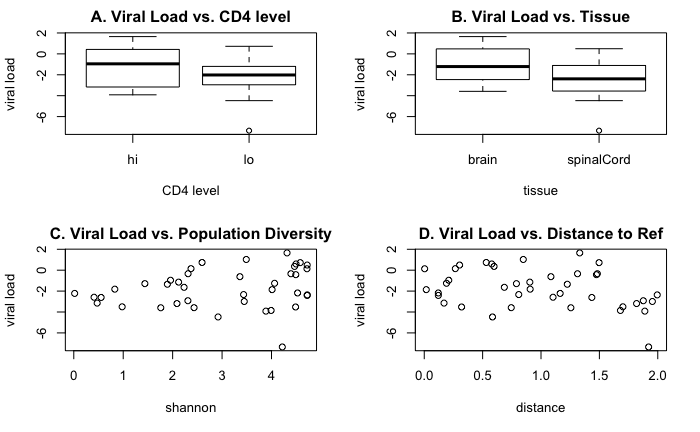 A. Viral Load vs. CD4 level
viral load
2
0
-2
-6
hi lo
CD4 level
B. Viral Load vs. Tissue
viral load
2
0
-2
-6
brain spinalCord
tissue
C. Viral Load vs. Population Diversity
viral load
2
0
-2
-6
0 1 2 3 4
shannon
D. Viral Load vs. Distance to Ref
viral load
2
0
-2
-6
0.0 0.5 1.0 1.5 2.0
distance